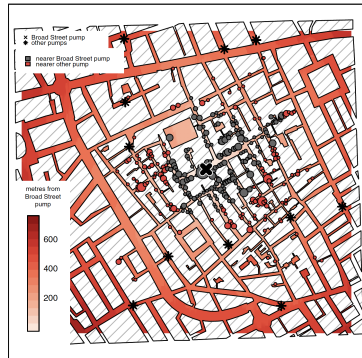 Broad Street pump
other pumps
nearer Broad Street pump
nearer other pump
metres from
Broad Street
pump
600
400
200